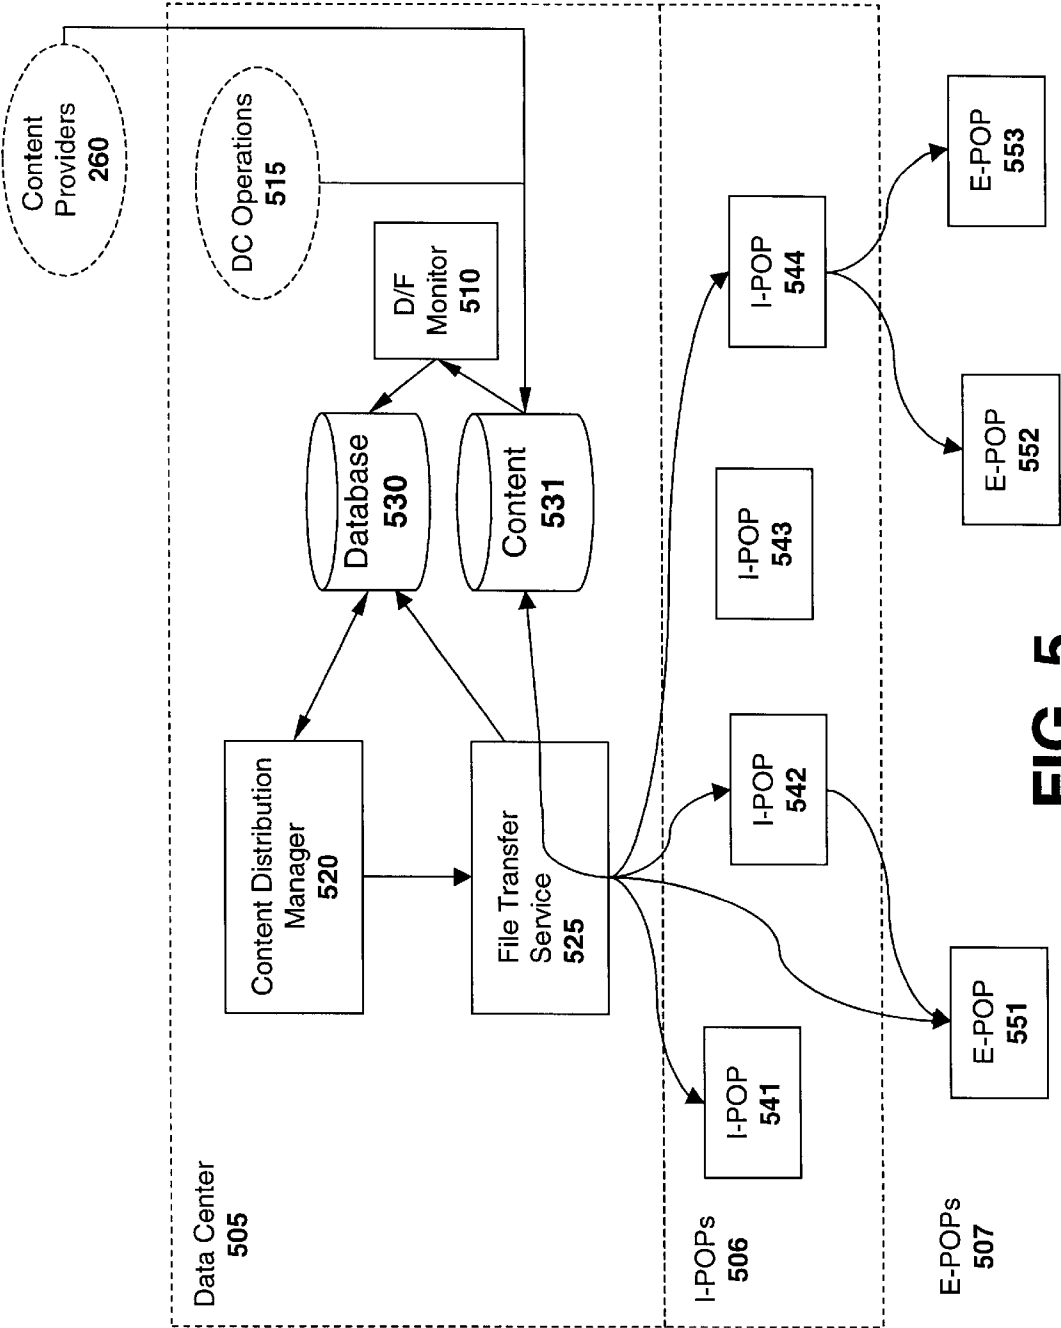 Content
Providers
260
Data Center
505
DC Operations
515
Content Distribution
Manager
520
Database
530
D/F
Monitor
510
File Transfer
Service
525
Content
531
I-POPs
506
I-POP
541
I-POP
542
I-POP
543
I-POP
544
E-POPs
507
E-POP
551
E-POP
552
E-POP
553
FIG. 5